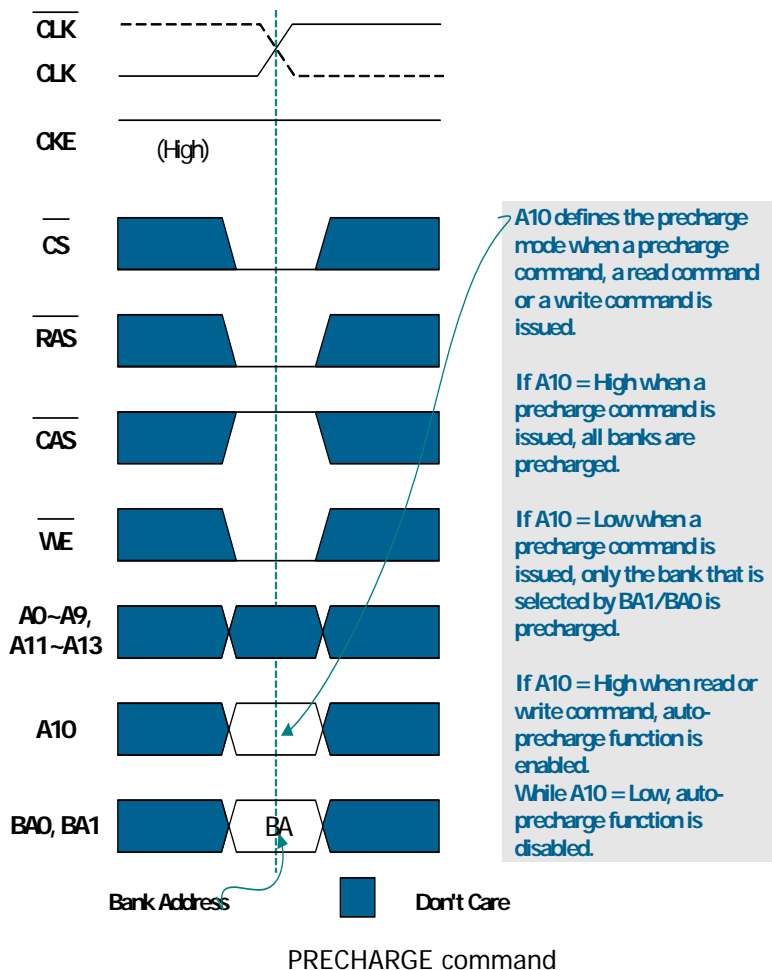 CLK
CLK
CKE
(High)
CS
RAS
CAS
WE
A0~A9,
A11~A13
A10
BA0, BA1
BA
Bank Address
Don't Care
A10 defines the precharge
mode when a precharge
command, a read command
or a write command is
issued.
If A10 = High when a
precharge command is
issued, all banks are
precharged.
If A10 = Low when a
precharge command is
issued, only the bank that is
selected by BA1/BA0 is
precharged.
If A10 = High when read or
write command, auto-
precharge function is
enabled.
While A10 = Low, auto-
precharge function is
disabled.
PRECHARGE command